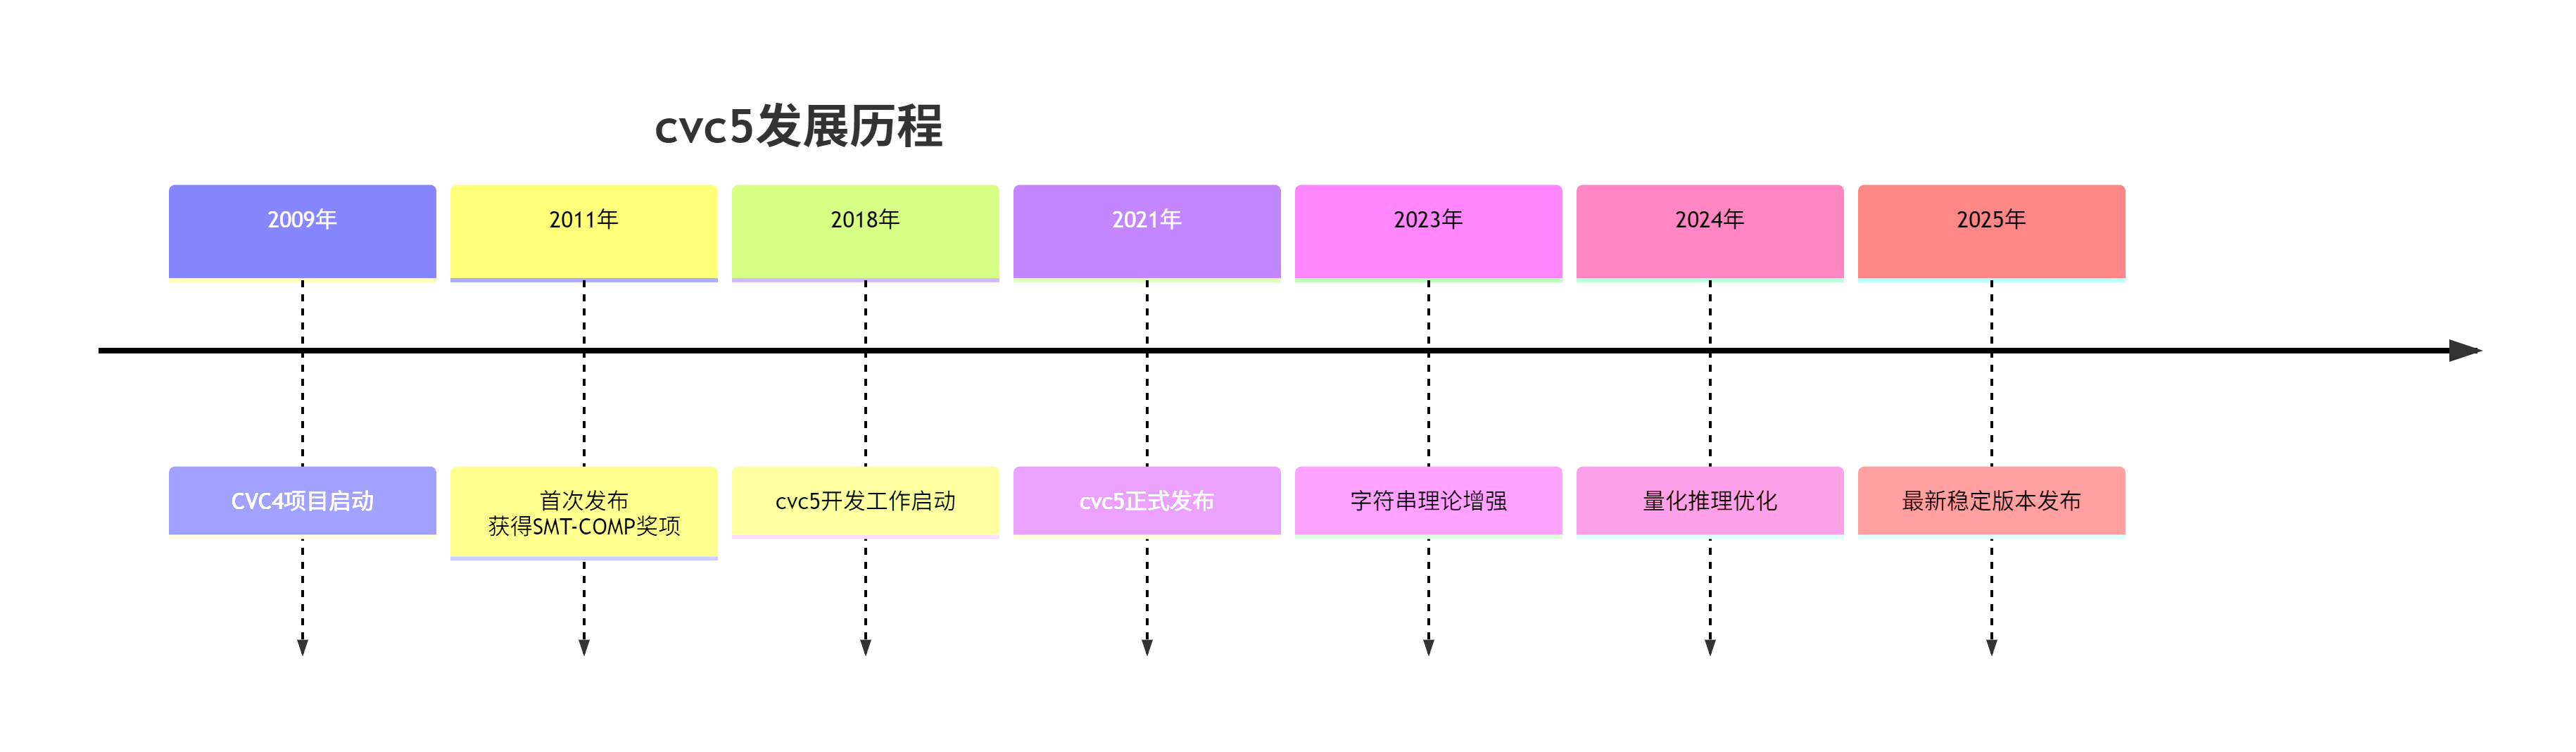 cvc5发展历程
2009年
2011年
2018年
2021年
2023年
2024年
2025年
CVC4项目启动
首次发布
获得SMT-COMP奖项
cvc5开发工作启动
cvc5正式发布
字符串理论增强
量化推理优化
最新稳定版本发布